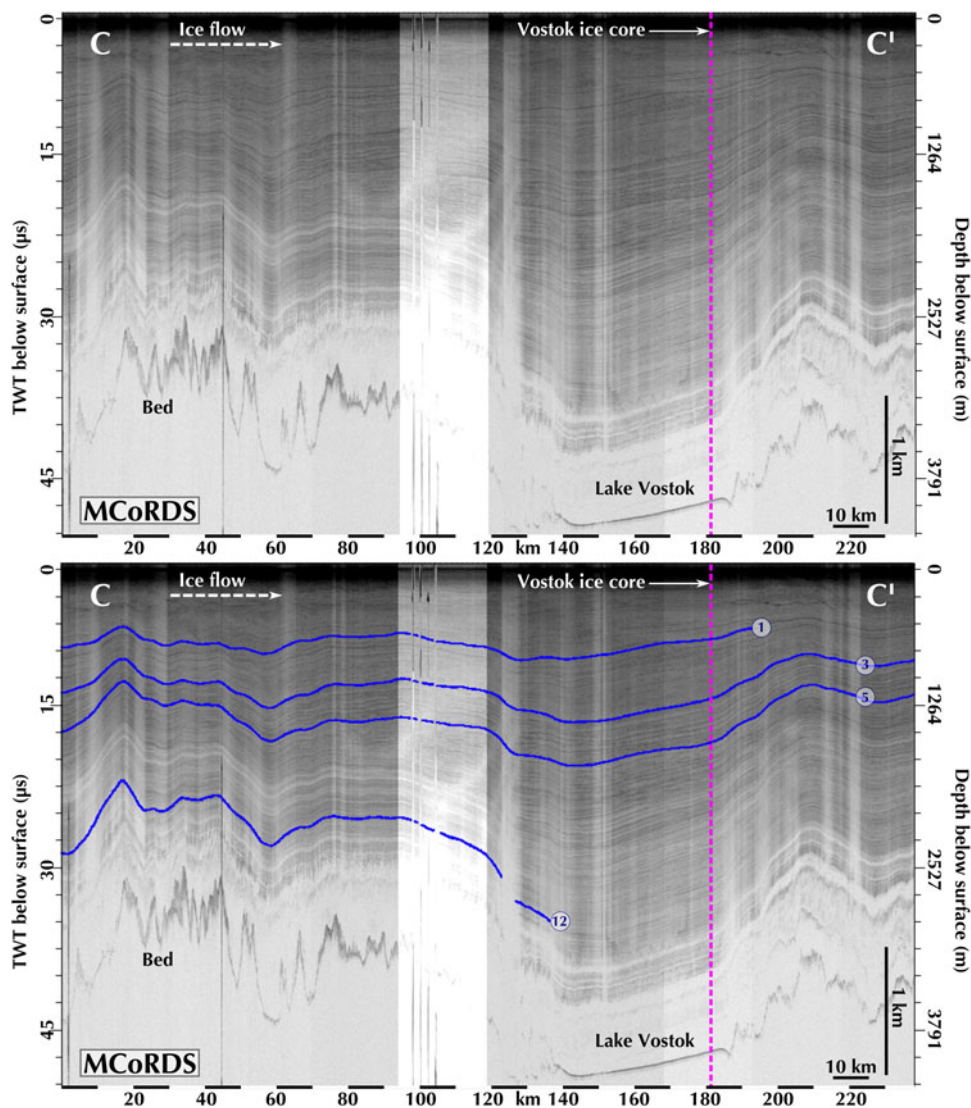 0
C
Ice flow
Vostok ice core
C'
0
15
1264
30
2527
45
3791
TWT below surface (µs)
Depth below surface (m)
Bed
Lake Vostok
1 km
MCoRDS
10 km
20 40 60 80 100 120 km 140 160 180 200 220
0
C
Ice flow
Vostok ice core
C'
0
1
3
5
15
1264
30
2527
12
45
3791
TWT below surface (µs)
Depth below surface (m)
Bed
Lake Vostok
1 km
MCoRDS
10 km
20 40 60 80 100 120 km 140 160 180 200 220